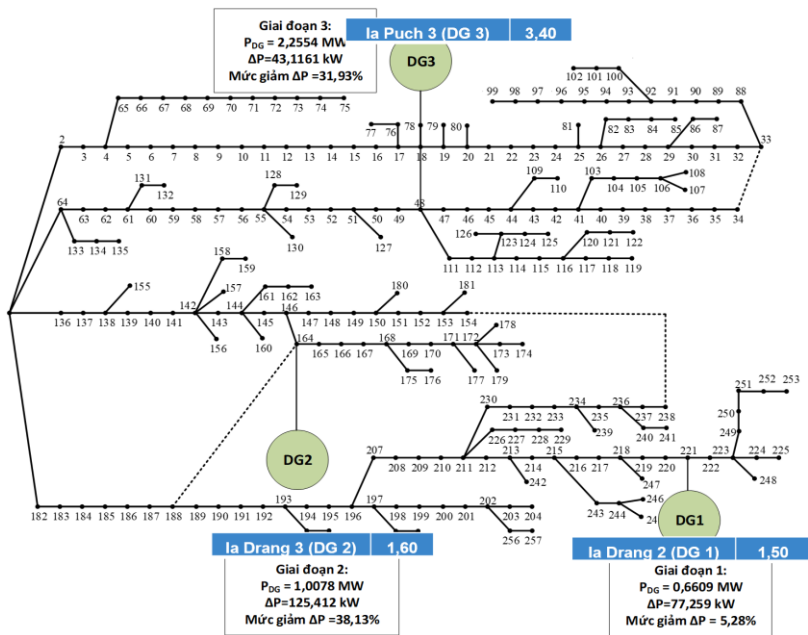 Giai đoạn 3:
P_DG = 2,2554 MW
ΔP=43,1161 kW
Mức giảm ΔP =31,93%
Ia Puch 3 (DG 3) 3,40
DG3
102 101 100
65 66 67 68 69 70 71 72 73 74 75
99 98 97 96 95 94 93 92 91 90 89 88
77 76 78 79 80 81 82 83 84 85 86 87
2 3 4 5 6 7 8 9 10 11 12 13 14 15 16 17 18 19 20 21 22 23 24 25 26 27 28 29 30 31 32 33
131 132 128 129 109 110 103 104 105 106 108 107
64 63 62 61 60 59 58 57 56 55 54 53 52 51 50 49 48 47 46 45 44 43 42 41 40 39 38 37 36 35 34
133 134 135 130 127 126 123 124 125 120 121 122
111 112 113 114 115 116 117 118 119
158 159
155 157 161 162 163 180 181
136 137 138 139 140 141 142 143 144 145 146 147 148 149 150 151 152 153 154
156 160 178
164 165 166 167 168 169 170 171 172 173 174
175 176 177 179
251 252 253
230 231 232 233 234 235 236 237 238 250
226 227 228 229 239 240 241 249
207 208 209 210 211 212 213 214 215 216 217 218 219 220 221 222 223 224 225
242 247 248
DG2
182 183 184 185 186 187 188 189 190 191 192 193 194 195 196 197 198 199 200 201 202 203 204
243 244 246 24
256 257
DG1
Ia Drang 3 (DG 2) 1,60
Ia Drang 2 (DG 1) 1,50
Giai đoạn 2:
P_DG = 1,0078 MW
ΔP=125,412 kW
Mức giảm ΔP =38,13%
Giai đoạn 1:
P_DG = 0,6609 MW
ΔP=77,259 kW
Mức giảm ΔP = 5,28%